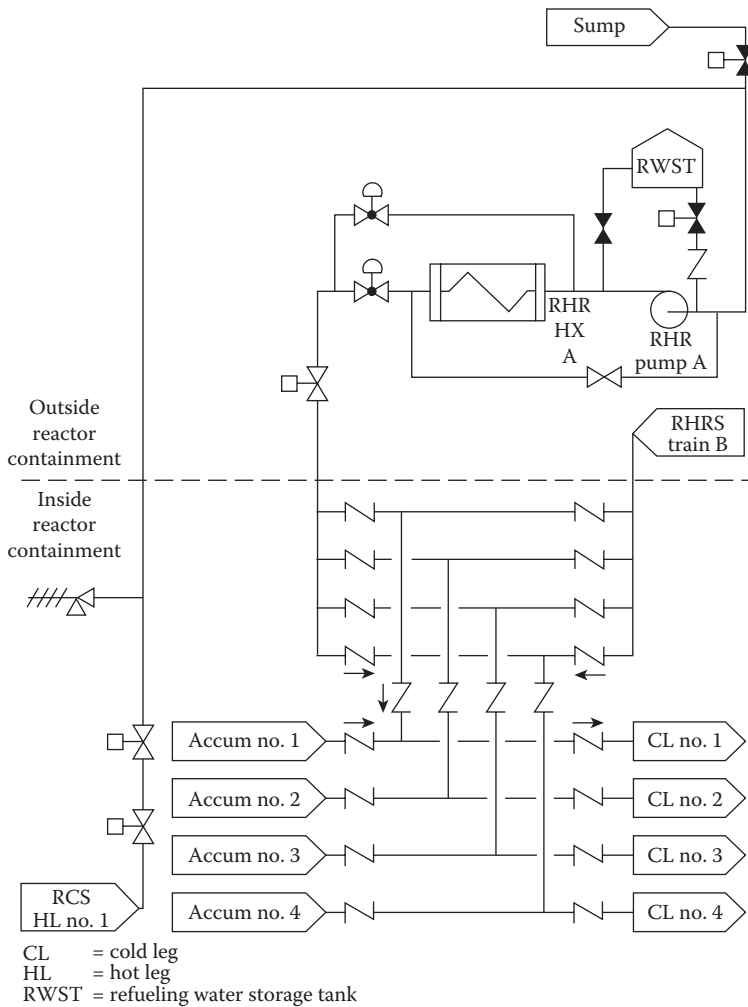 Sump
RWST
RHR
HX
A
RHR
pump A
Outside
reactor
containment
RHRS
train B
Inside
reactor
containment
Accum no. 1
CL no. 1
Accum no. 2
CL no. 2
Accum no. 3
CL no. 3
RCS
HL no. 1
Accum no. 4
CL no. 4
CL = cold leg
HL = hot leg
RWST = refueling water storage tank